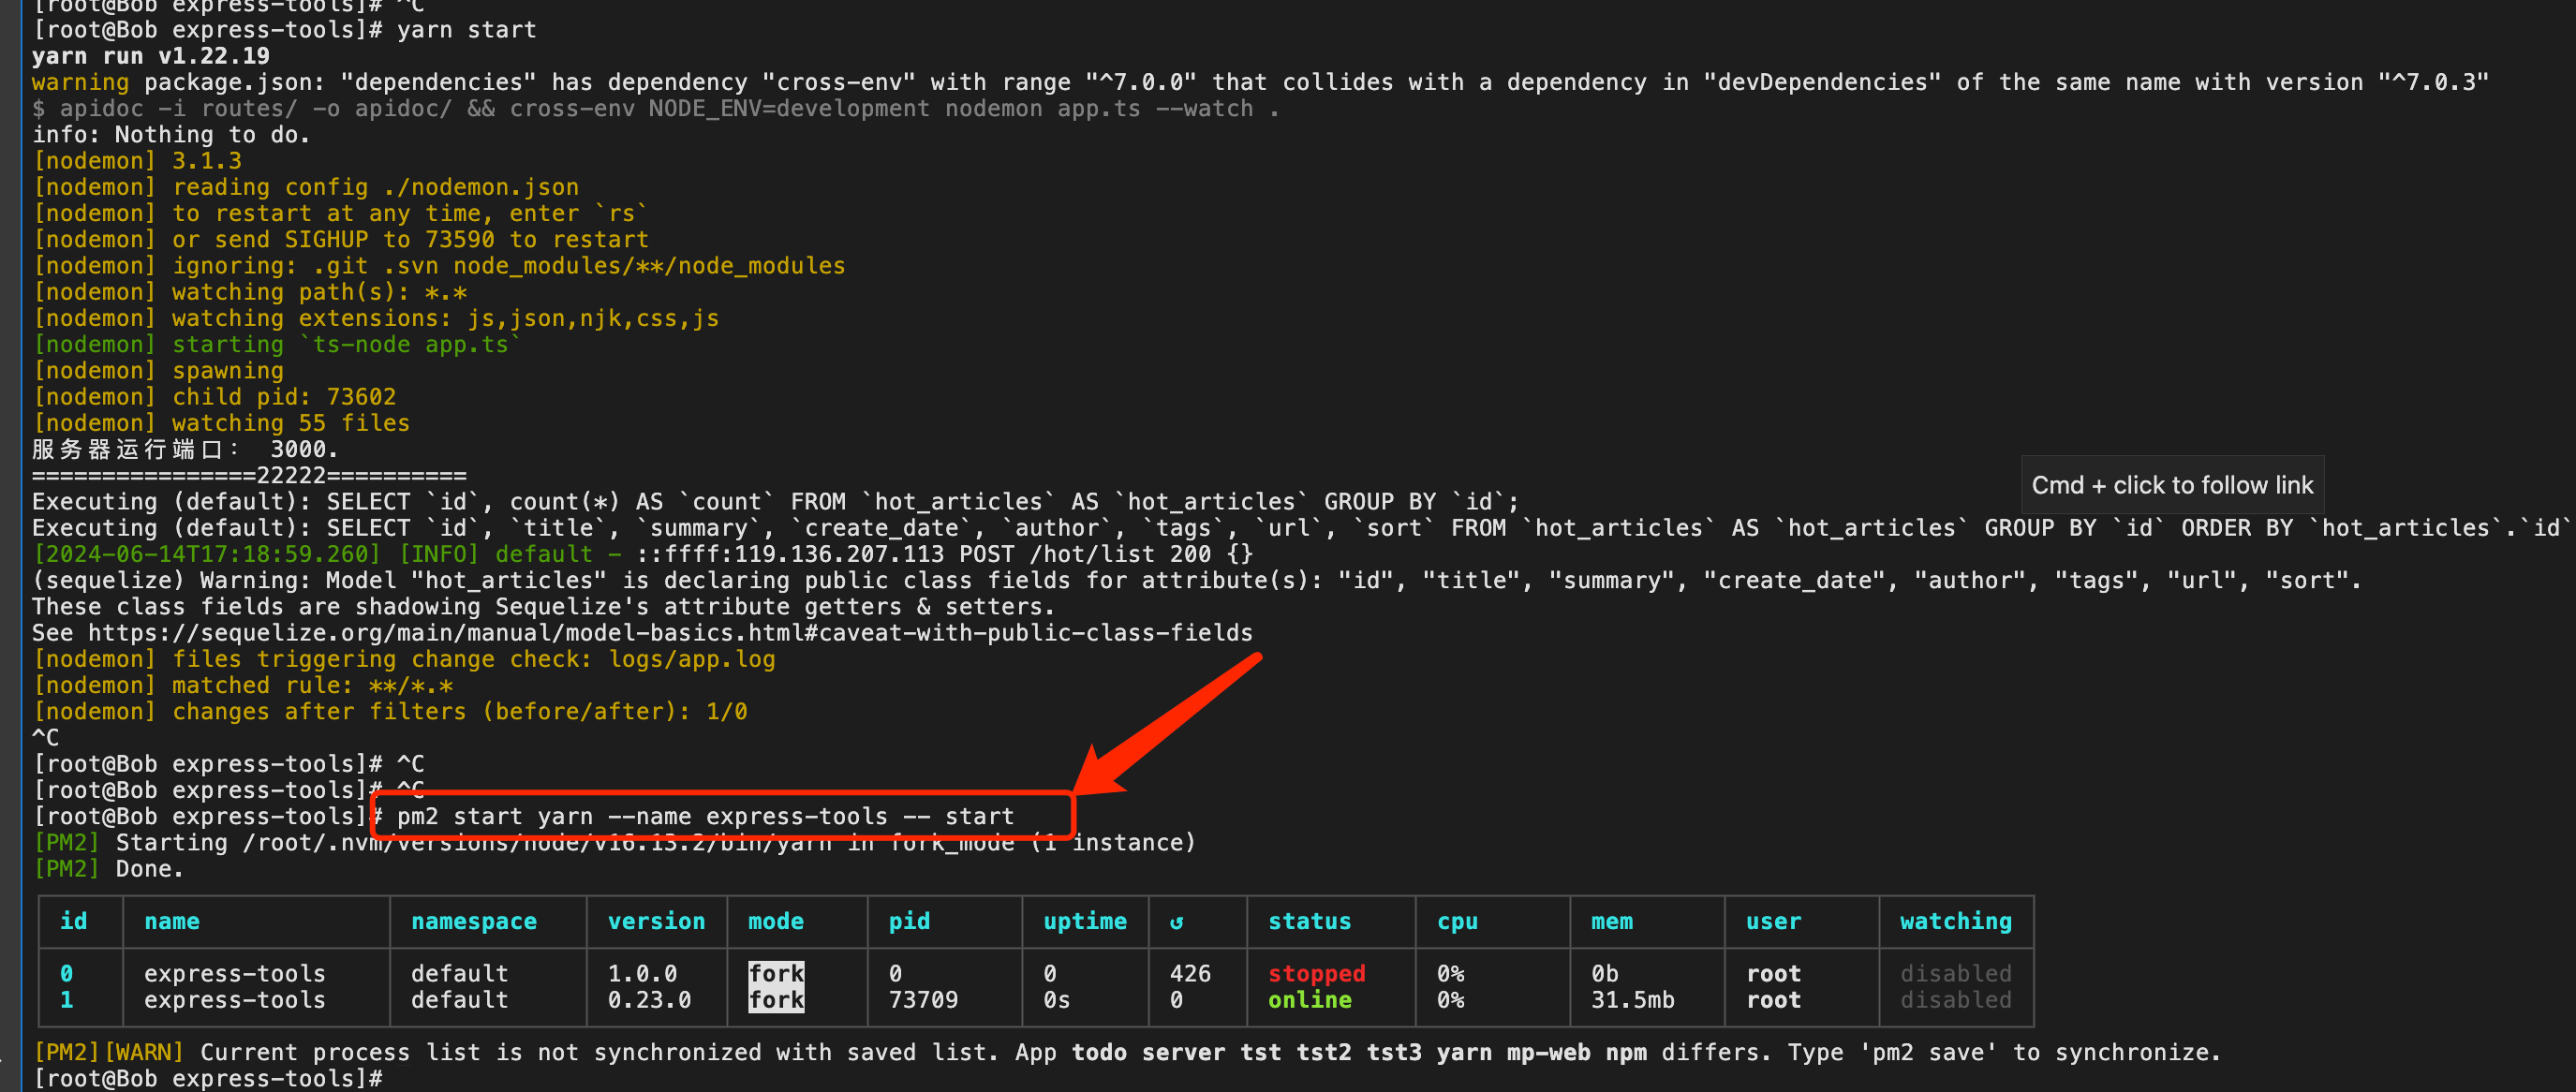 [root@Bob express-tools]# ^C
[root@Bob express-tools]# yarn start
yarn run v1.22.19
warning package.json: "dependencies" has dependency "cross-env" with range "^7.0.0" that collides with a dependency in "devDependencies" of the same name with version "^7.0.3"
$ apidoc -i routes/ -o apidoc/ && cross-env NODE_ENV=development nodemon app.ts --watch .
info: Nothing to do.
[nodemon] 3.1.3
[nodemon] reading config ./nodemon.json
[nodemon] to restart at any time, enter `rs`
[nodemon] or send SIGHUP to 73590 to restart
[nodemon] ignoring: .git .svn node_modules/**/node_modules
[nodemon] watching path(s): *.*
[nodemon] watching extensions: js,json,njk,css,js
[nodemon] starting `ts-node app.ts`
[nodemon] spawning
[nodemon] child pid: 73602
[nodemon] watching 55 files
服务器运行端口： 3000.
================22222==========
Cmd + click to follow link
Executing (default): SELECT `id`, count(*) AS `count` FROM `hot_articles` AS `hot_articles` GROUP BY `id`;
Executing (default): SELECT `id`, `title`, `summary`, `create_date`, `author`, `tags`, `url`, `sort` FROM `hot_articles` AS `hot_articles` GROUP BY `id` ORDER BY `hot_articles`.`id`
[2024-06-14T17:18:59.260] [INFO] default - ::ffff:119.136.207.113 POST /hot/list 200 {}
(sequelize) Warning: Model "hot_articles" is declaring public class fields for attribute(s): "id", "title", "summary", "create_date", "author", "tags", "url", "sort".
These class fields are shadowing Sequelize's attribute getters & setters.
See https://sequelize.org/main/manual/model-basics.html#caveat-with-public-class-fields
[nodemon] files triggering change check: logs/app.log
[nodemon] matched rule: **/*.*
[nodemon] changes after filters (before/after): 1/0
^C
[root@Bob express-tools]# ^C
[root@Bob express-tools]# ^C
[root@Bob express-tools]# pm2 start yarn --name express-tools -- start
[PM2] Starting /root/.nvm/versions/node/v16.13.2/bin/yarn in fork_mode (1 instance)
[PM2] Done.
id name namespace version mode pid uptime ↺ status cpu mem user watching
0 express-tools default 1.0.0 fork 0 0 426 stopped 0% 0b root disabled
1 express-tools default 0.23.0 fork 73709 0s 0 online 0% 31.5mb root disabled
[PM2][WARN] Current process list is not synchronized with saved list. App todo server tst tst2 tst3 yarn mp-web npm differs. Type 'pm2 save' to synchronize.
[root@Bob express-tools]#